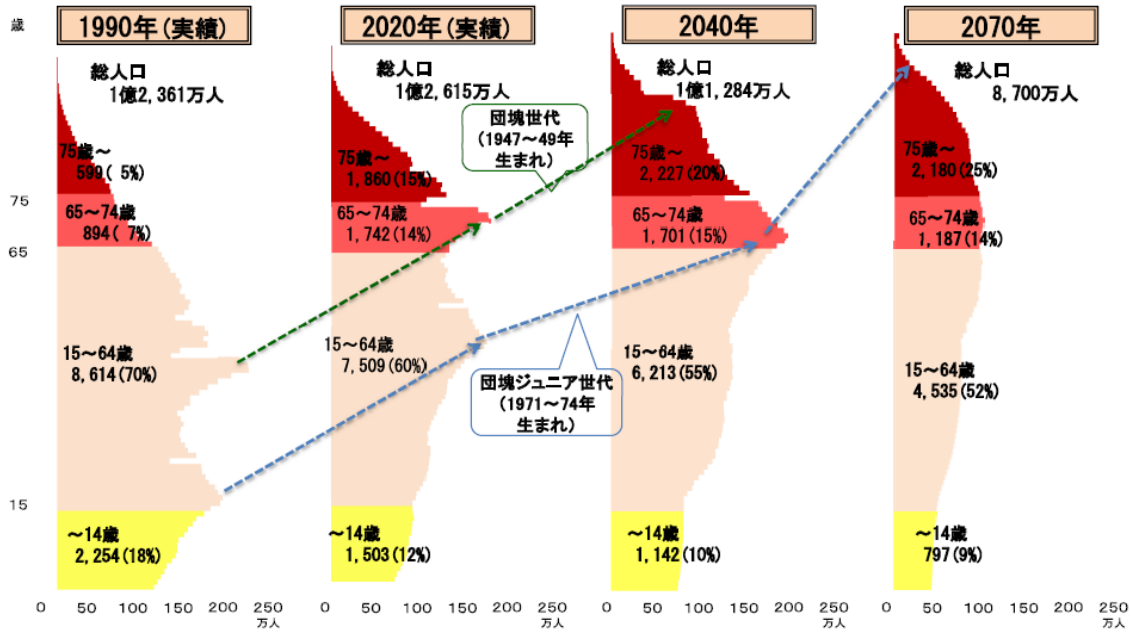 歳
1990年(実績)
総人口
1億2,361万人
75歳～
599( 5%)
65～74歳
894( 7%)
15～64歳
8,614(70%)
～14歳
2,254(18%)
2020年(実績)
総人口
1億2,615万人
75歳～
1,860(15%)
65～74歳
1,742(14%)
15～64歳
7,509(60%)
～14歳
1,503(12%)
団塊世代
(1947～49年
生まれ)
団塊ジュニア世代
(1971～74年
生まれ)
2040年
総人口
1億1,284万人
75歳～
2,227(20%)
65～74歳
1,701(15%)
15～64歳
6,213(55%)
～14歳
1,142(10%)
2070年
総人口
8,700万人
75歳～
2,180(25%)
65～74歳
1,187(14%)
15～64歳
4,535(52%)
～14歳
797(9%)
75
65
15
0 50 100 150 200 250
万人
0 50 100 150 200 250
万人
0 50 100 150 200 250
万人
0 50 100 150 200 250
万人